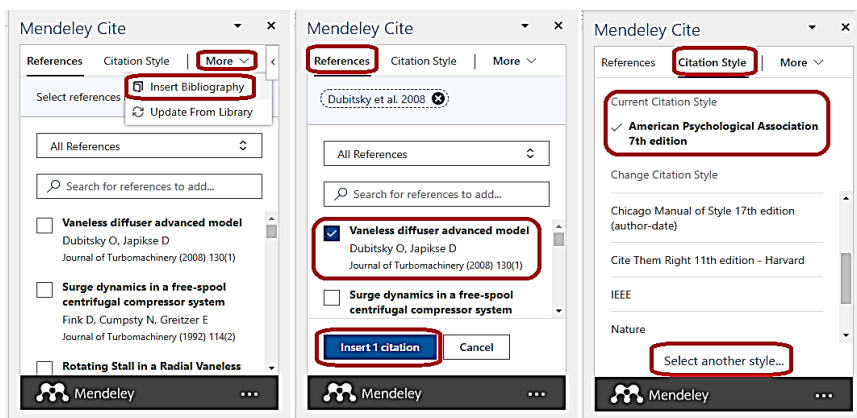 Mendeley Cite
References Citation Style | More
Insert Bibliography
Select references
Update From Library
All References
Search for references to add...
Vaneless diffuser advanced model
Dubitsky O, Japikse D
Journal of Turbomachinery (2008) 130(1)
Surge dynamics in a free-spool
centrifugal compressor system
Fink D, Cumpsty N, Greitzer E
Journal of Turbomachinery (1992) 114(2)
Rotating Stall in a Radial Vaneless
Mendeley
Mendeley Cite
References Citation Style | More
Dubitsky et al. 2008
All References
Search for references to add...
Vaneless diffuser advanced model
Dubitsky O, Japikse D
Journal of Turbomachinery (2008) 130(1)
Surge dynamics in a free-spool
centrifugal compressor system
Insert 1 citation Cancel
Mendeley
Mendeley Cite
References Citation Style | More
Current Citation Style
American Psychological Association
7th edition
Change Citation Style
Chicago Manual of Style 17th edition
(author-date)
Cite Them Right 11th edition - Harvard
IEEE
Nature
Select another style...
Mendeley